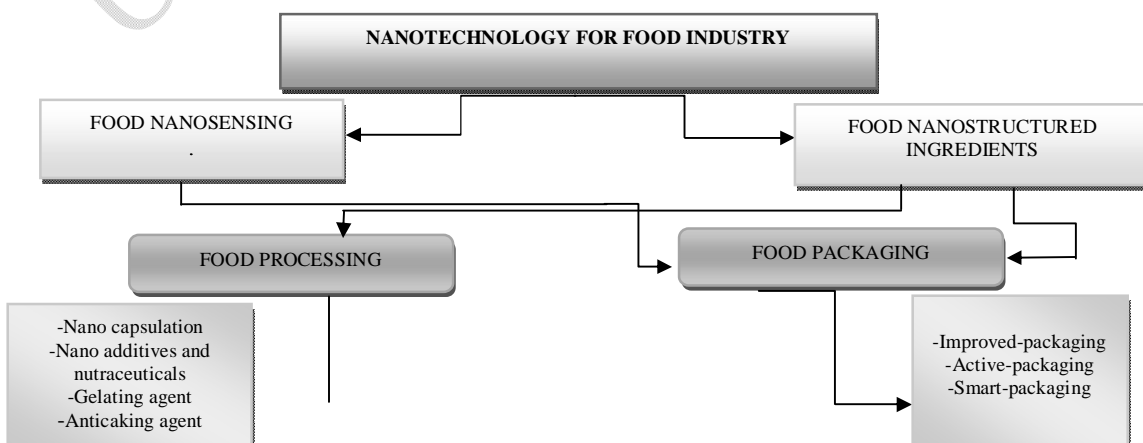 NANOTECHNOLOGY FOR FOOD INDUSTRY
FOOD NANOSENSING
.
FOOD NANOSTRUCTURED
INGREDIENTS
FOOD PROCESSING
FOOD PACKAGING
-Nano capsulation
-Nano additives and
nutraceuticals
-Gelating agent
-Anticaking agent
-Improved-packaging
-Active-packaging
-Smart-packaging